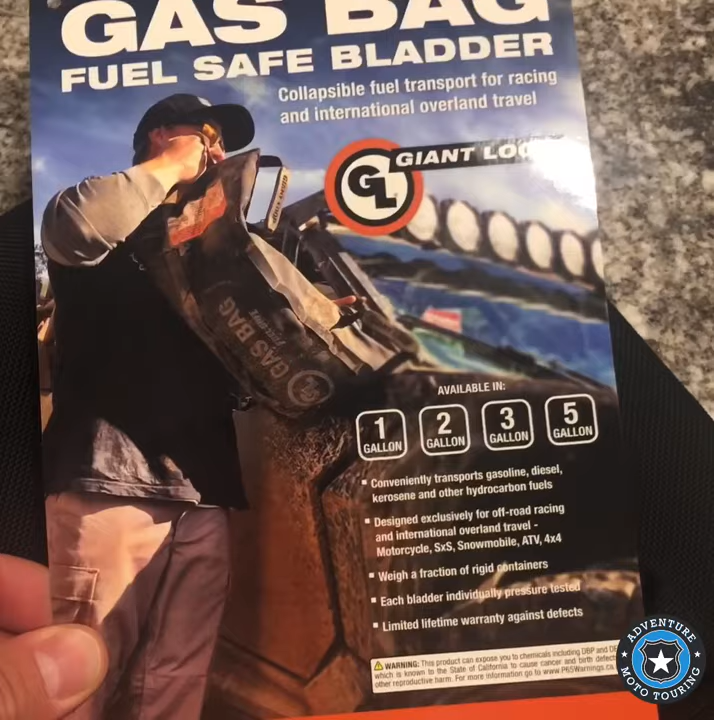 GAS BAG
FUEL SAFE BLADDER
Collapsible fuel transport for racing
and international overland travel
GL
GIANT
GAS BAG
AVAILABLE IN:
1 2 3 5
GALLON GALLON GALLON GALLON
▪ Conveniently transports gasoline, diesel,
kerosene and other hydrocarbon fuels
▪ Designed exclusively for off-road racing
and international overland travel -
Motorcycle, SxS, Snowmobile, ATV, 4x4
▪ Weigh a fraction of rigid containers
▪ Each bladder individually pressure tested
▪ Limited lifetime warranty against defects
WARNING: This product can expose you to chemicals including DBP and
which is known to the State of California to cause cancer and birth
other reproductive harm. For more information go to www.P65Warnings.ca
ADVENTURE
MOTO TOURING